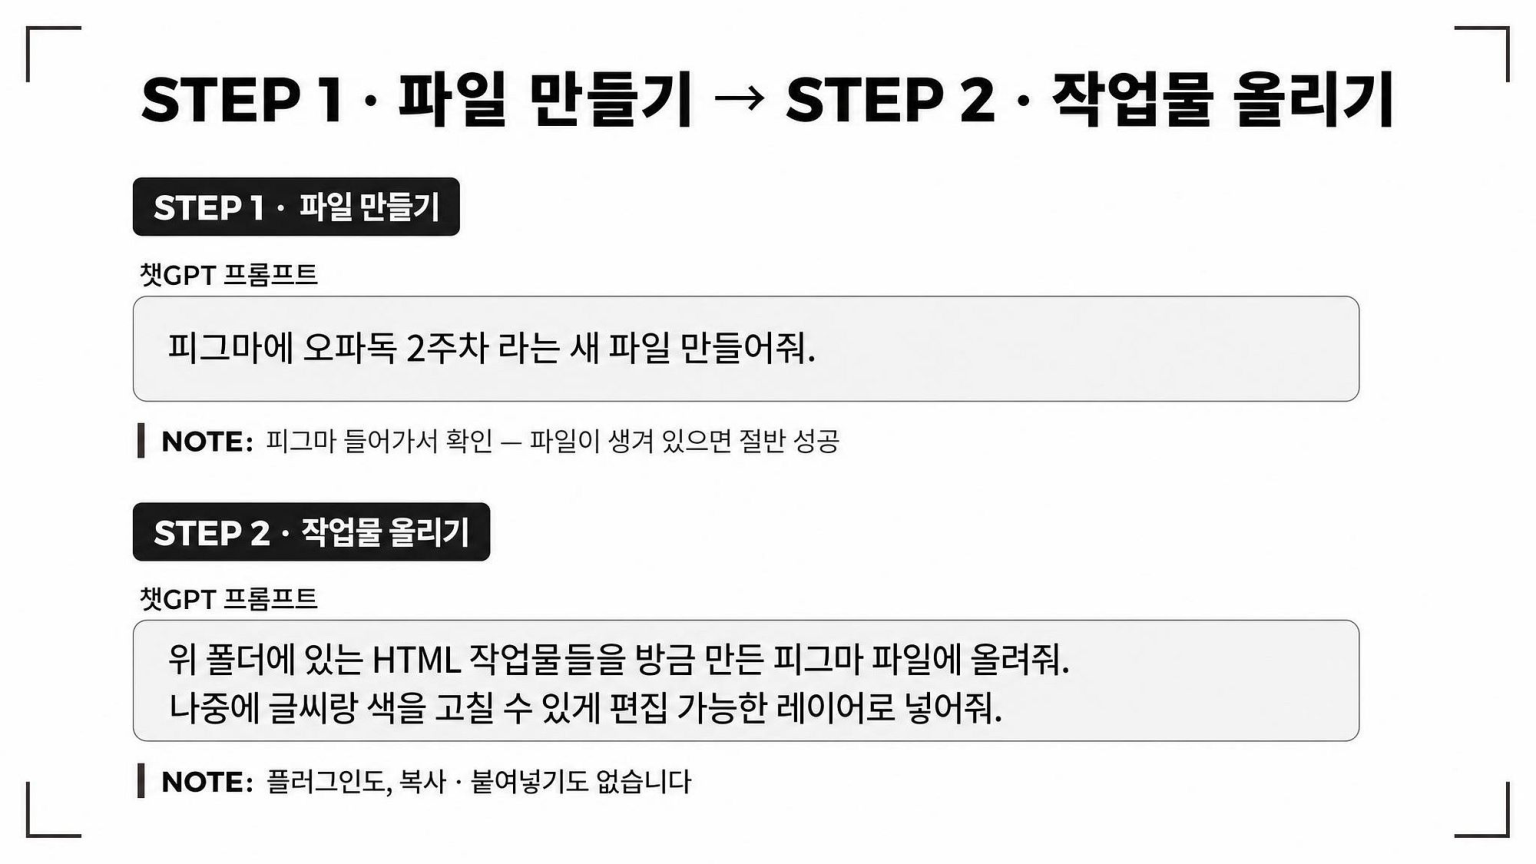 STEP 1 · 파일 만들기 → STEP 2 · 작업물 올리기
STEP 1 · 파일 만들기
챗GPT 프롬프트
피그마에 오파독 2주차 라는 새 파일 만들어줘.
NOTE: 피그마 들어가서 확인 — 파일이 생겨 있으면 절반 성공
STEP 2 · 작업물 올리기
챗GPT 프롬프트
위 폴더에 있는 HTML 작업물들을 방금 만든 피그마 파일에 올려줘.
나중에 글씨랑 색을 고칠 수 있게 편집 가능한 레이어로 넣어줘.
NOTE: 플러그인도, 복사 · 붙여넣기도 없습니다